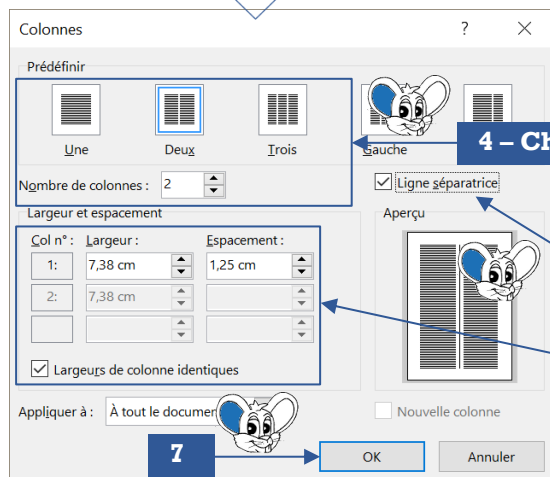 Colonnes ? ×
Prédéfinir
Une Deux Trois Gauche
4 – Ch
Nombre de colonnes : 2
Ligne séparatrice
Largeur et espacement
Aperçu
Col n° : Largeur : Espacement :
1: 7,38 cm 1,25 cm
2: 7,38 cm
Largeurs de colonne identiques
Appliquer à : À tout le documen
Nouvelle colonne
7
OK Annuler